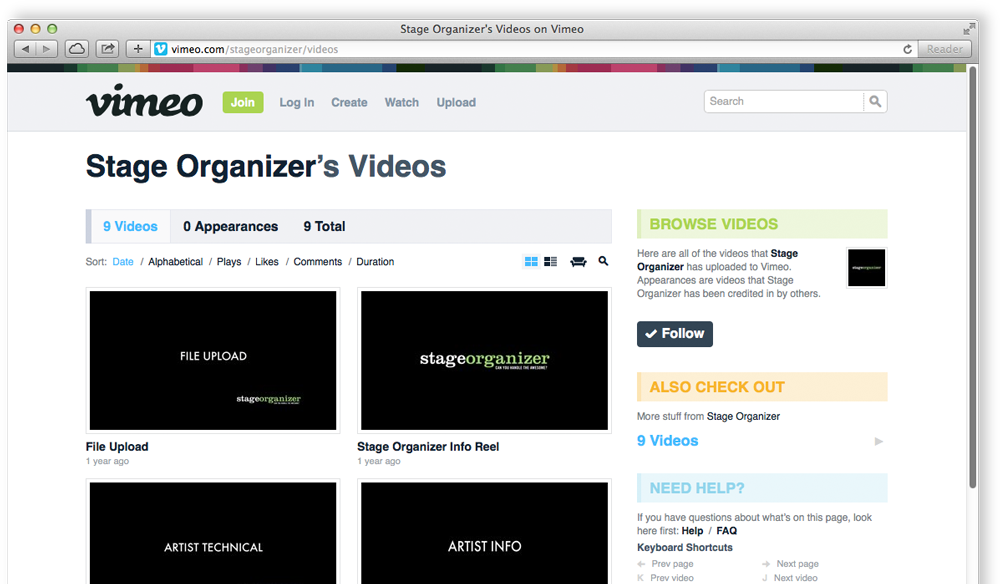 Stage Organizer's Videos on Vimeo
vimeo.com/stageorganizer/videos
Reader
vimeo
Join
Log In
Create
Watch
Upload
Search
Stage Organizer's Videos
9 Videos
0 Appearances
9 Total
Sort: Date / Alphabetical / Plays / Likes / Comments / Duration
FILE UPLOAD
stageorganizer
File Upload
1 year ago
stageorganizer
CAN YOU HANDLE THE AWESOME?
Stage Organizer Info Reel
1 year ago
ARTIST TECHNICAL
ARTIST INFO
BROWSE VIDEOS
Here are all of the videos that Stage
Organizer has uploaded to Vimeo.
Appearances are videos that Stage
Organizer has been credited in by others.
stageorganizer
Follow
ALSO CHECK OUT
More stuff from Stage Organizer
9 Videos
NEED HELP?
If you have questions about what's on this page, look
here first: Help / FAQ
Keyboard Shortcuts
← Prev page
→ Next page
K Prev video
J Next video